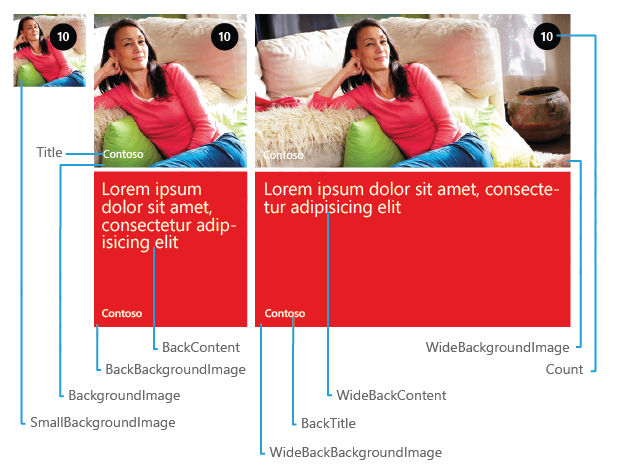 10
10
10
Title
Contoso
Contoso
Lorem ipsum
dolor sit amet,
consectetur adip-
isicing elit
Contoso
Lorem ipsum dolor sit amet, consecte-
tur adipisicing elit
Contoso
BackContent
WideBackgroundImage
BackBackgroundImage
Count
BackgroundImage
WideBackContent
SmallBackgroundImage
BackTitle
WideBackBackgroundImage